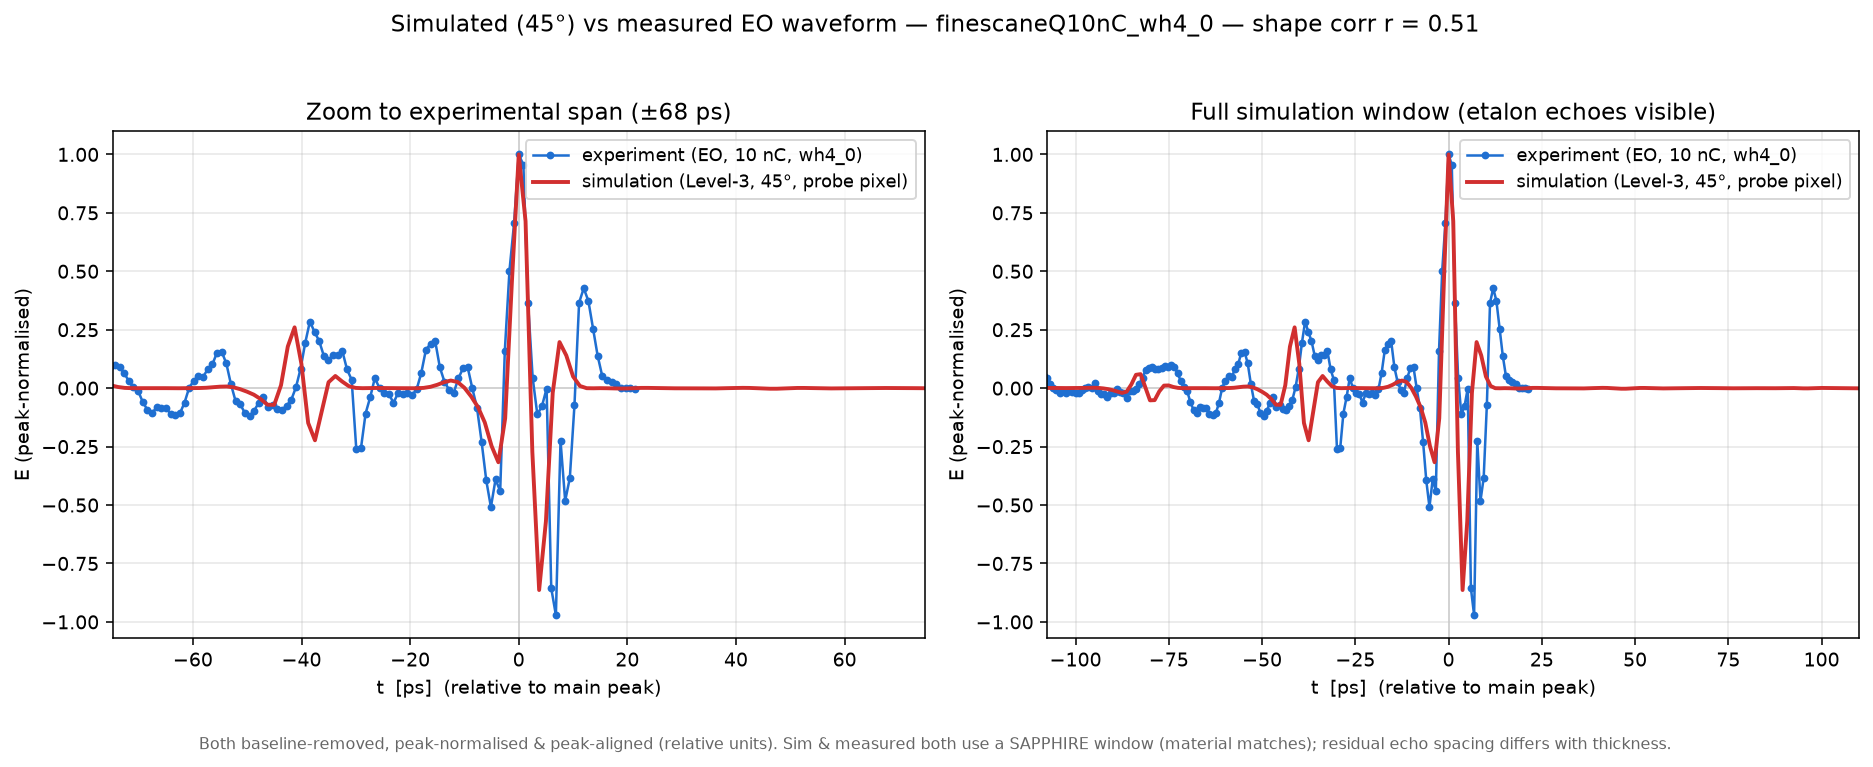 Simulated (45°) vs measured EO waveform — finescaneQ10nC_wh4_0 — shape corr r = 0.51
Zoom to experimental span (±68 ps)
experiment (EO, 10 nC, wh4_0)
simulation (Level-3, 45°, probe pixel)
1.00
0.75
0.50
0.25
0.00
−0.25
−0.50
−0.75
−1.00
E (peak-normalised)
−60
−40
−20
0
20
40
60
t [ps] (relative to main peak)
Full simulation window (etalon echoes visible)
experiment (EO, 10 nC, wh4_0)
simulation (Level-3, 45°, probe pixel)
1.00
0.75
0.50
0.25
0.00
−0.25
−0.50
−0.75
−1.00
E (peak-normalised)
−100
−75
−50
−25
0
25
50
75
100
t [ps] (relative to main peak)
Both baseline-removed, peak-normalised & peak-aligned (relative units). Sim & measured both use a SAPPHIRE window (material matches); residual echo spacing differs with thickness.